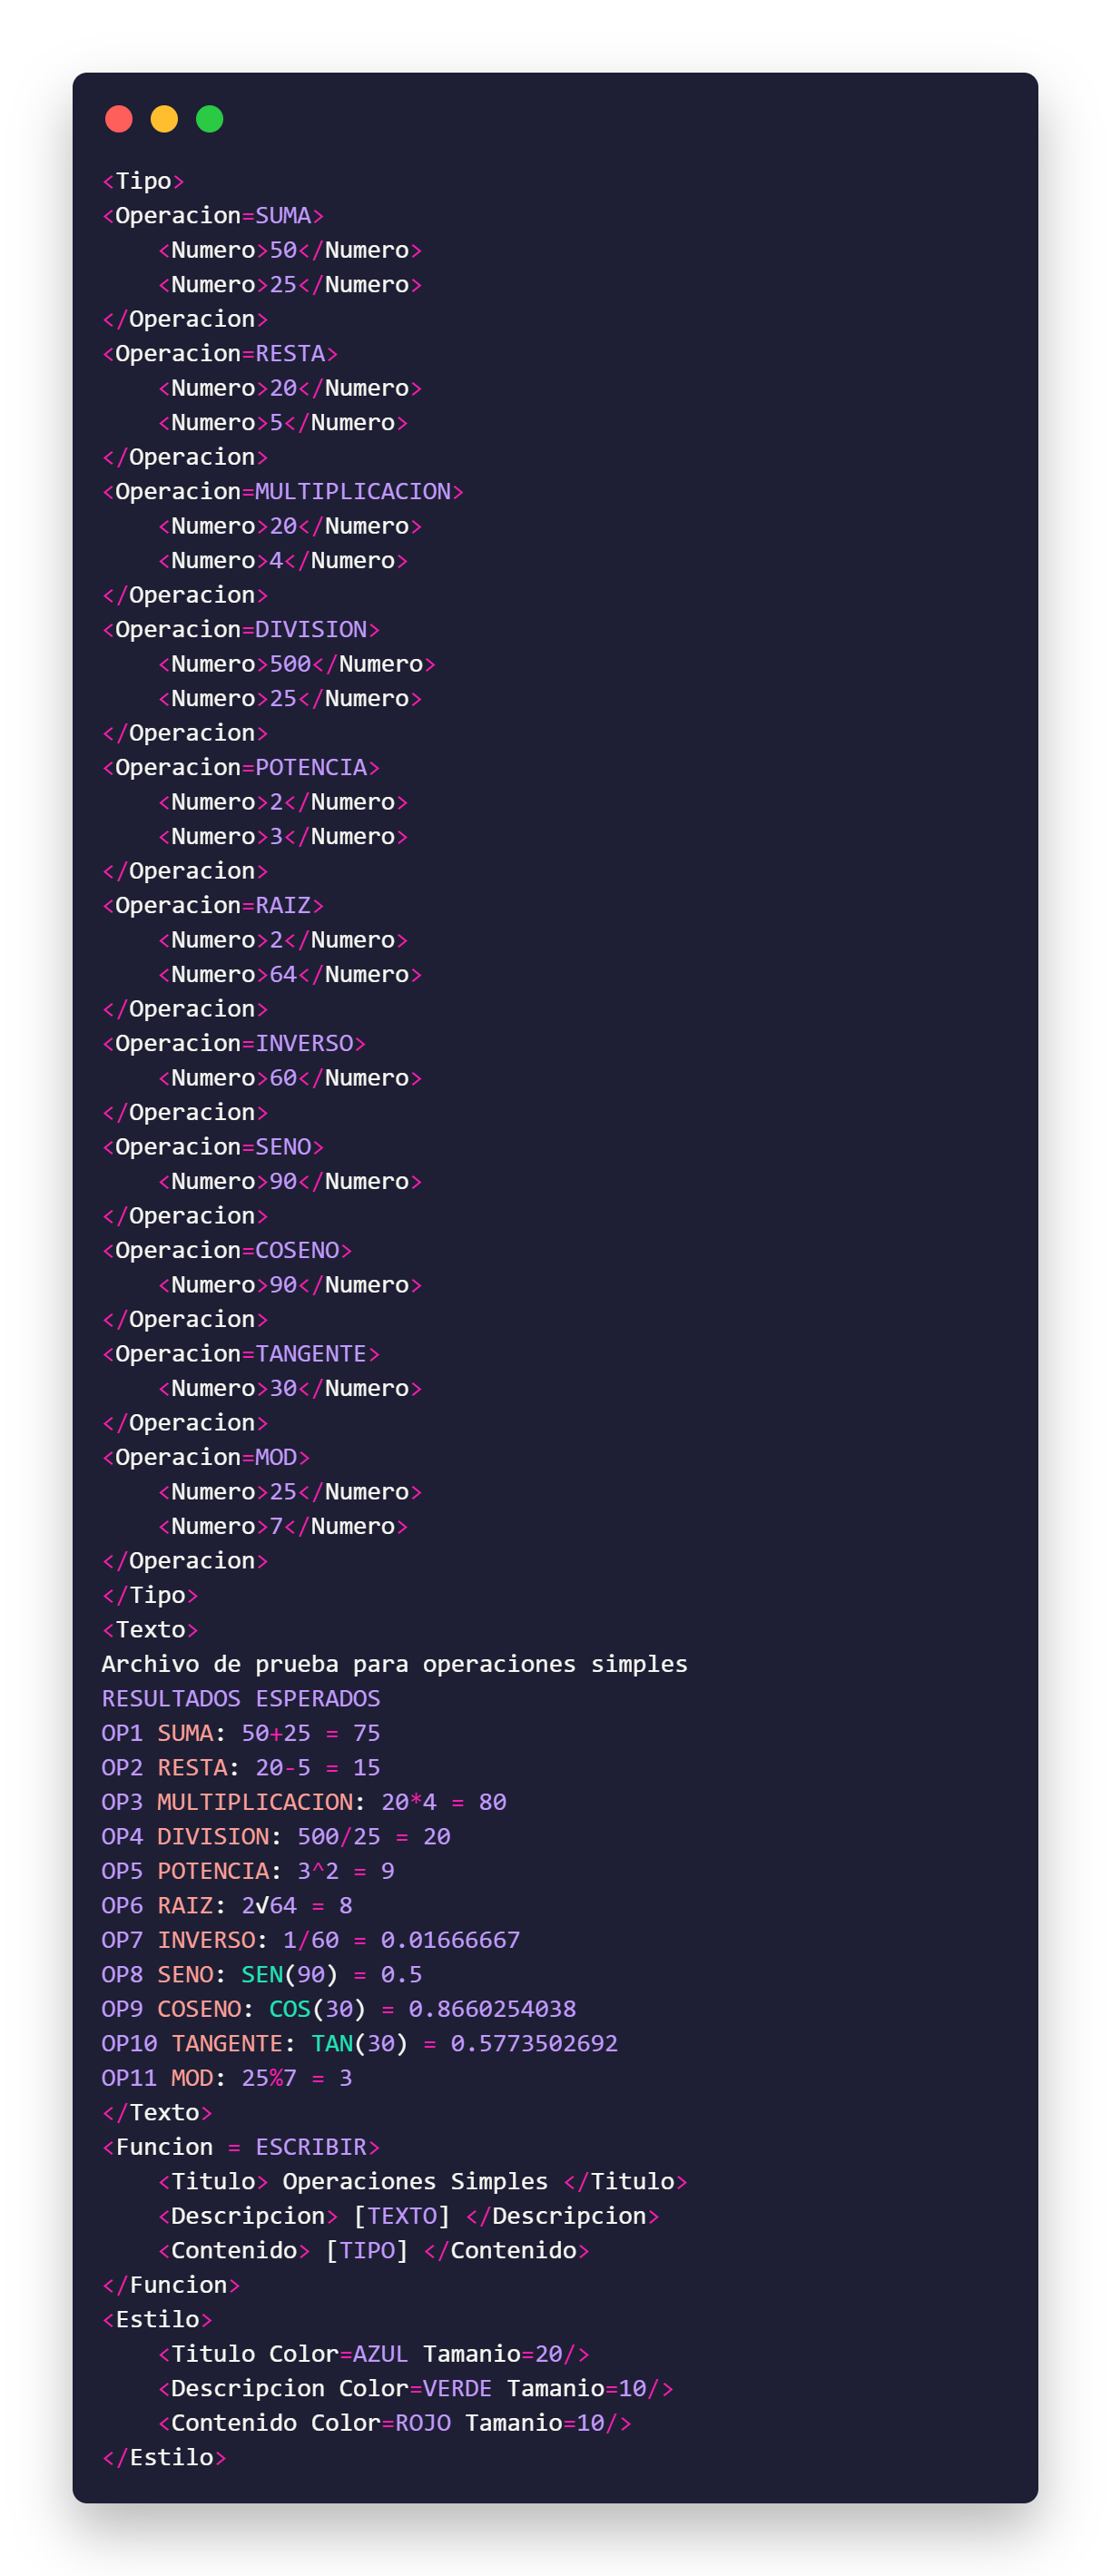 <Tipo>
<Operacion=SUMA>
    <Numero>50</Numero>
    <Numero>25</Numero>
</Operacion>
<Operacion=RESTA>
    <Numero>20</Numero>
    <Numero>5</Numero>
</Operacion>
<Operacion=MULTIPLICACION>
    <Numero>20</Numero>
    <Numero>4</Numero>
</Operacion>
<Operacion=DIVISION>
    <Numero>500</Numero>
    <Numero>25</Numero>
</Operacion>
<Operacion=POTENCIA>
    <Numero>2</Numero>
    <Numero>3</Numero>
</Operacion>
<Operacion=RAIZ>
    <Numero>2</Numero>
    <Numero>64</Numero>
</Operacion>
<Operacion=INVERSO>
    <Numero>60</Numero>
</Operacion>
<Operacion=SENO>
    <Numero>90</Numero>
</Operacion>
<Operacion=COSENO>
    <Numero>90</Numero>
</Operacion>
<Operacion=TANGENTE>
    <Numero>30</Numero>
</Operacion>
<Operacion=MOD>
    <Numero>25</Numero>
    <Numero>7</Numero>
</Operacion>
</Tipo>
<Texto>
Archivo de prueba para operaciones simples
RESULTADOS ESPERADOS
OP1 SUMA: 50+25 = 75
OP2 RESTA: 20-5 = 15
OP3 MULTIPLICACION: 20*4 = 80
OP4 DIVISION: 500/25 = 20
OP5 POTENCIA: 3^2 = 9
OP6 RAIZ: 2√64 = 8
OP7 INVERSO: 1/60 = 0.01666667
OP8 SENO: SEN(90) = 0.5
OP9 COSENO: COS(30) = 0.8660254038
OP10 TANGENTE: TAN(30) = 0.5773502692
OP11 MOD: 25%7 = 3
</Texto>
<Funcion = ESCRIBIR>
    <Titulo> Operaciones Simples </Titulo>
    <Descripcion> [TEXTO] </Descripcion>
    <Contenido> [TIPO] </Contenido>
</Funcion>
<Estilo>
    <Titulo Color=AZUL Tamanio=20/>
    <Descripcion Color=VERDE Tamanio=10/>
    <Contenido Color=ROJO Tamanio=10/>
</Estilo>